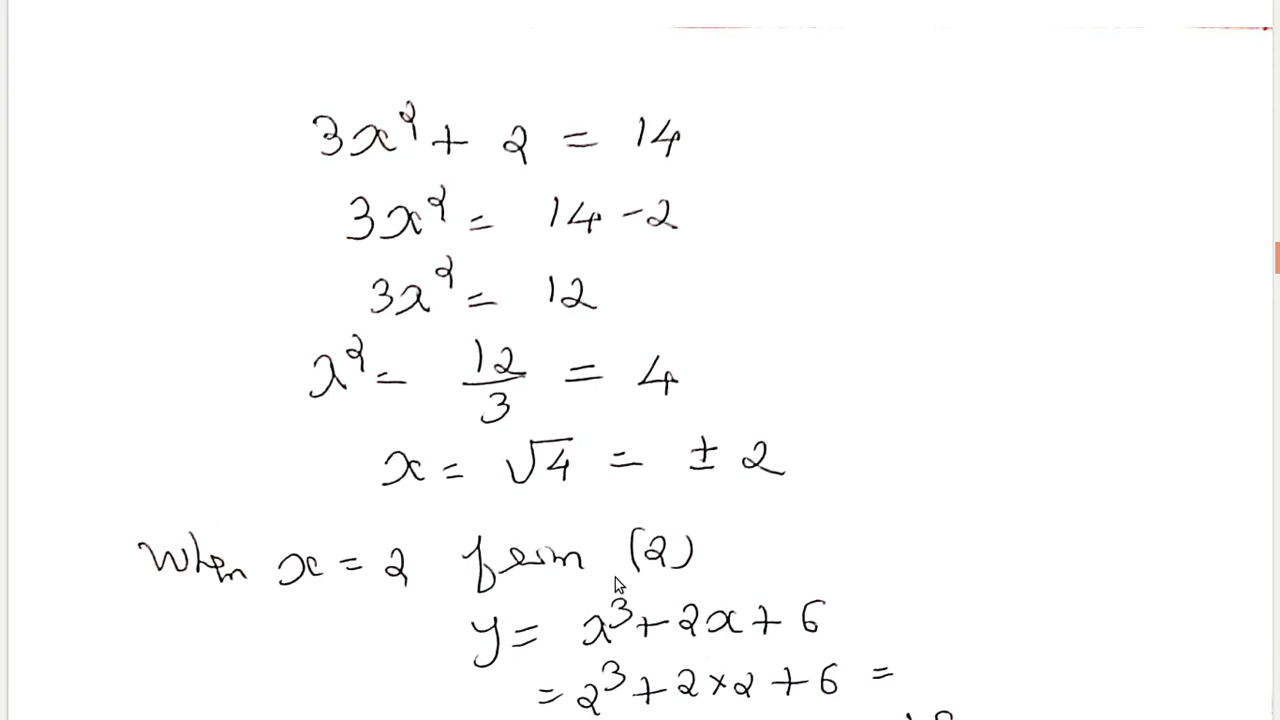 3x² + 2 = 14
3x² = 14 - 2
3x² = 12
x² = 12/3 = 4
x = √4 = ± 2
When x = 2 from (2)
y = x³ + 2x + 6
= 2³ + 2 × 2 + 6 =